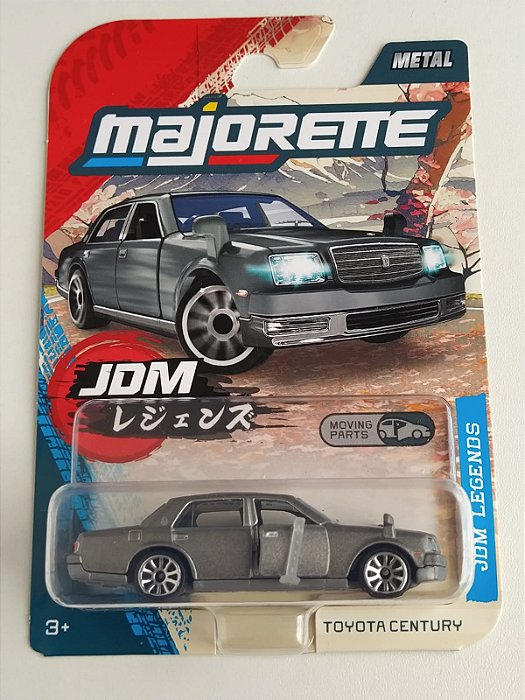 METAL
majORETTE
JDM
レジェンズ
MOVING
PARTS
JDM LEGENDS
3+
TOYOTA CENTURY